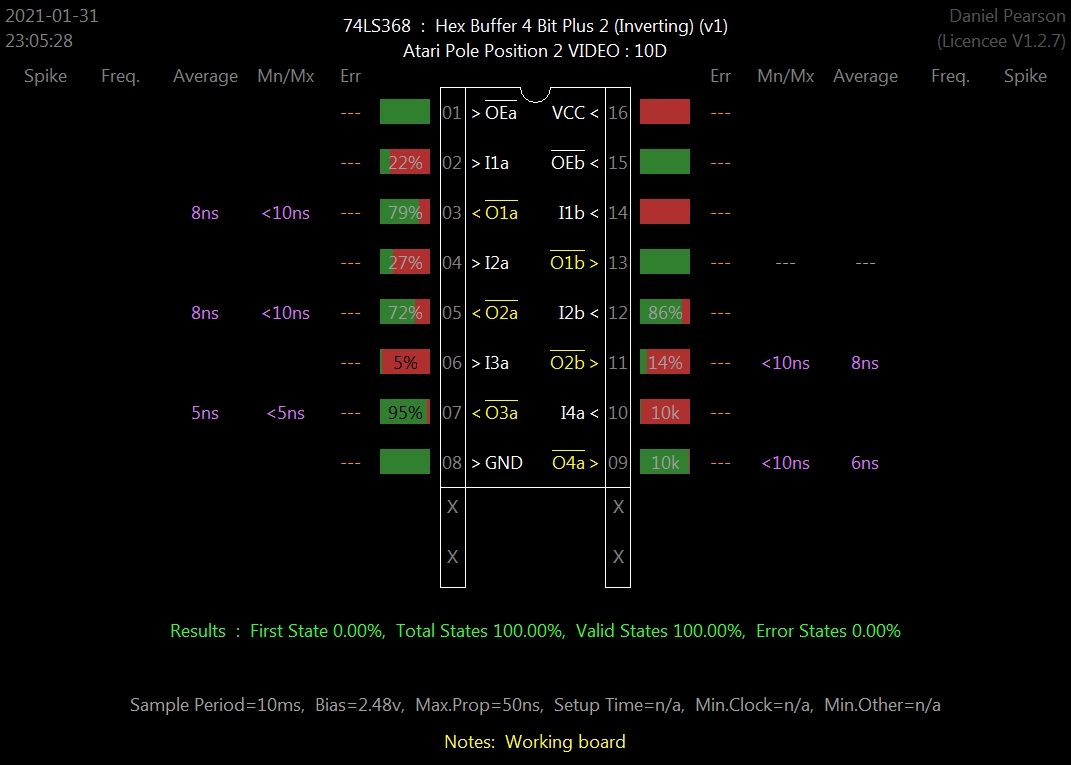 2021-01-31 74LS368 : Hex Buffer 4 Bit Plus 2 (Inverting) (v1) Daniel Pearson
23:05:28 Atari Pole Position 2 VIDEO : 10D (Licencee V1.2.7)
Spike Freq. Average Mn/Mx Err Err Mn/Mx Average Freq. Spike
--- 01 > OEa VCC < 16 ---
--- 22% 02 > I1a OEb < 15 ---
8ns <10ns --- 79% 03 < O1a I1b < 14 ---
--- 27% 04 > I2a O1b > 13 --- --- ---
8ns <10ns --- 72% 05 < O2a I2b < 12 86% ---
--- 5% 06 > I3a O2b > 11 14% --- <10ns 8ns
5ns <5ns --- 95% 07 < O3a I4a < 10 10k ---
--- 08 > GND O4a > 09 10k --- <10ns 6ns
X X
X X
Results : First State 0.00%, Total States 100.00%, Valid States 100.00%, Error States 0.00%
Sample Period=10ms, Bias=2.48v, Max.Prop=50ns, Setup Time=n/a, Min.Clock=n/a, Min.Other=n/a
Notes: Working board